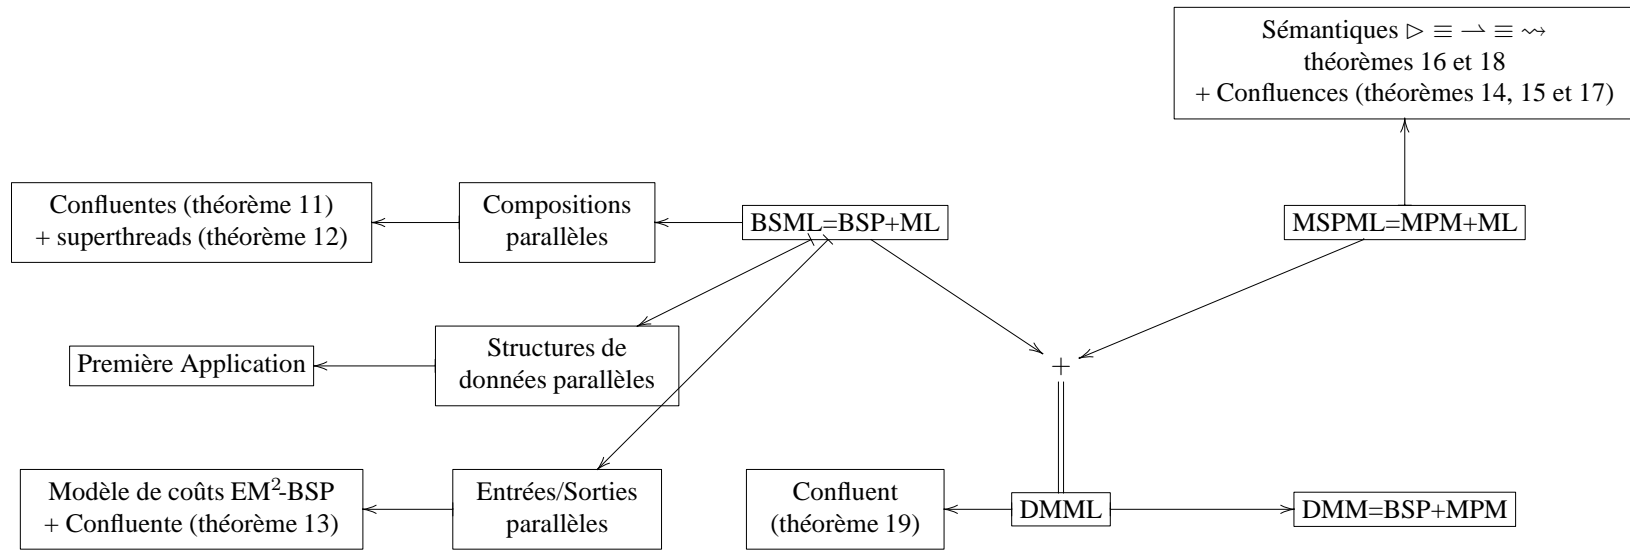 Sémantiques ▷ ≡ ⇀ ≡ ⇝
théorèmes 16 et 18
+ Confluences (théorèmes 14, 15 et 17)
Confluentes (théorème 11)
+ superthreads (théorème 12)
Compositions
parallèles
BSML=BSP+ML
MSPML=MPM+ML
Première Application
Structures de
données parallèles
+
Modèle de coûts EM²-BSP
+ Confluente (théorème 13)
Entrées/Sorties
parallèles
Confluent
(théorème 19)
DMML
DMM=BSP+MPM